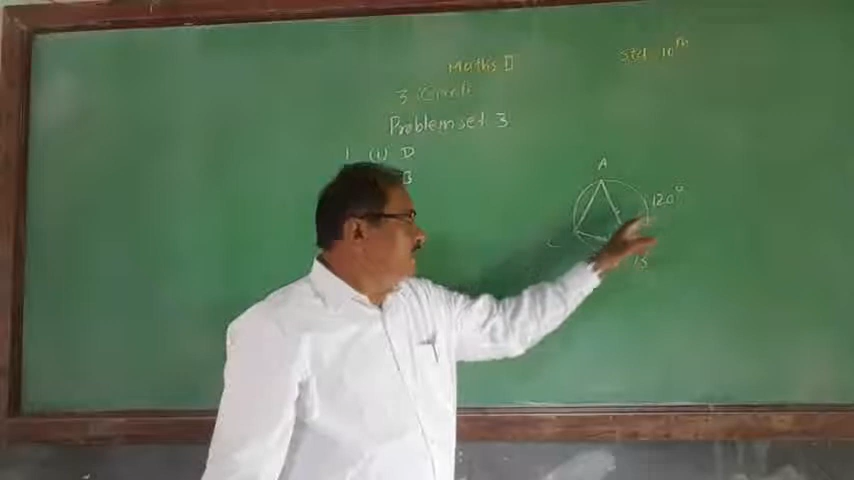 Maths II
Std 10th
3 Circle
Problem set 3
1 (i) D
B
A
120°
C
B